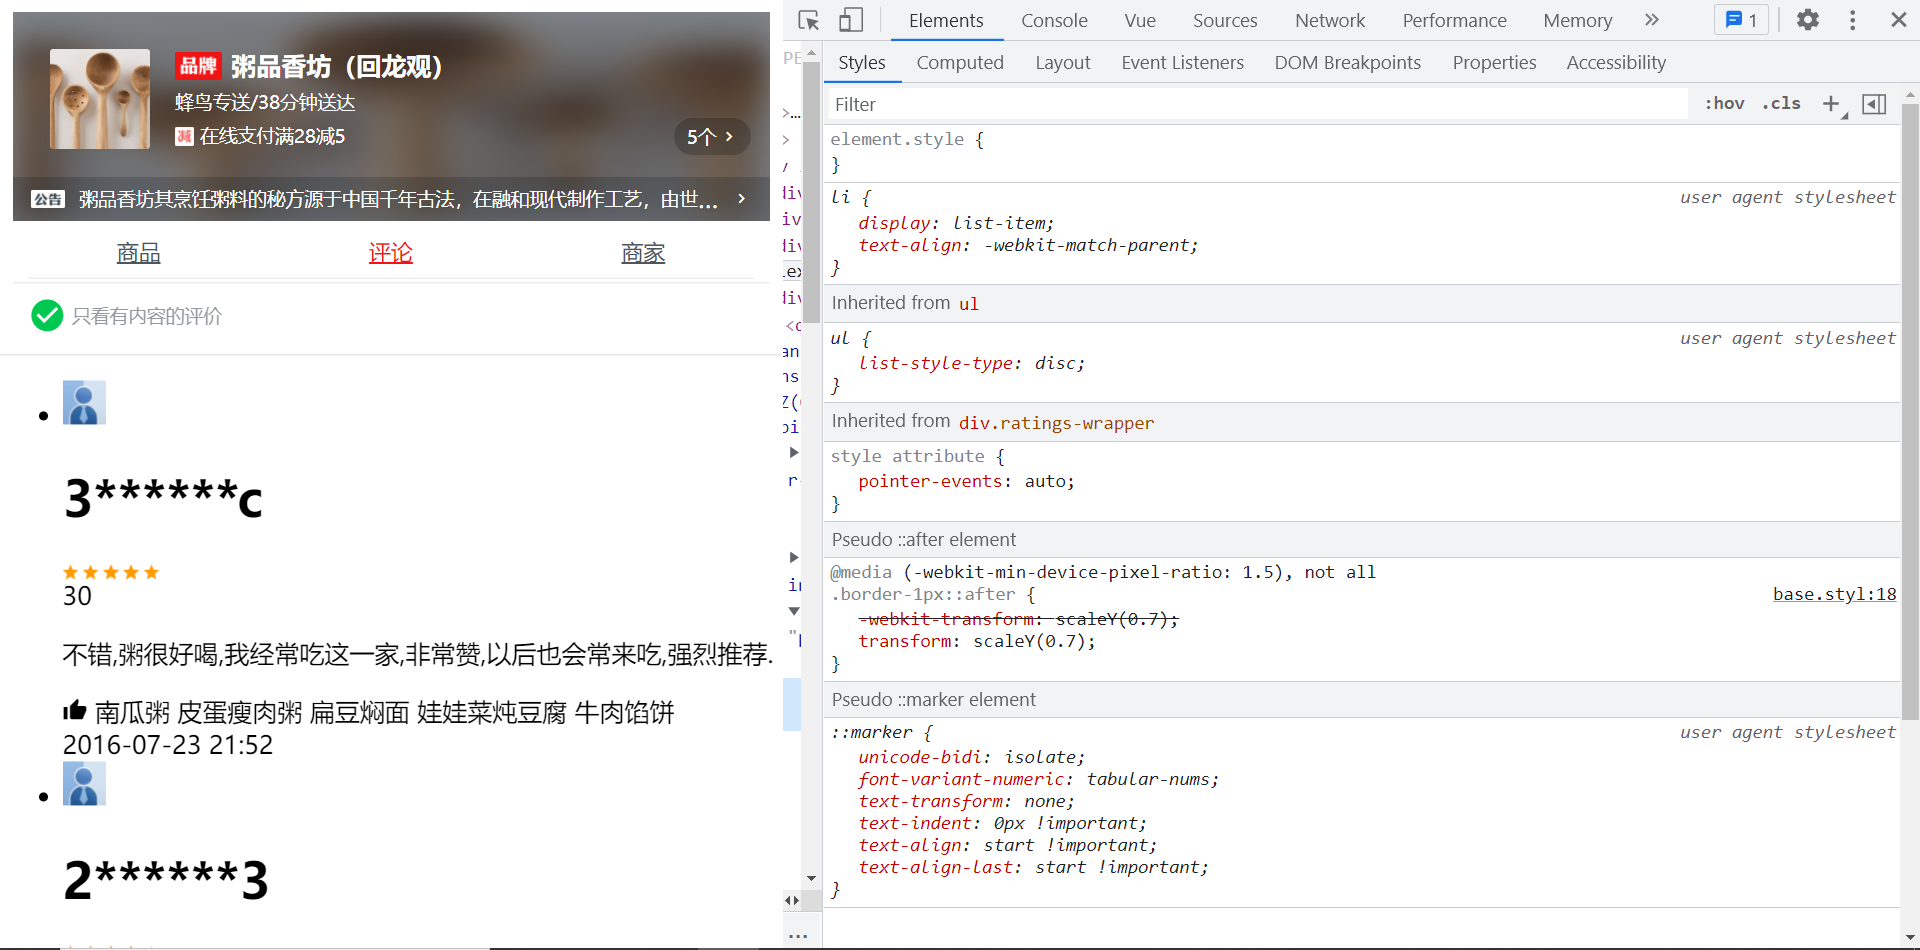 品牌 粥品香坊（回龙观）
蜂鸟专送/38分钟送达
减 在线支付满28减5
5个 >
公告 粥品香坊其烹饪粥料的秘方源于中国千年古法，在融和现代制作工艺，由世... >
商品 评论 商家
只看有内容的评价
3******c
30
不错,粥很好喝,我经常吃这一家,非常赞,以后也会常来吃,强烈推荐.
南瓜粥 皮蛋瘦肉粥 扁豆焖面 娃娃菜炖豆腐 牛肉馅饼
2016-07-23 21:52
2******3
Elements Console Vue Sources Network Performance Memory » 1
Styles Computed Layout Event Listeners DOM Breakpoints Properties Accessibility
Filter :hov .cls +
element.style {
}
li { user agent stylesheet
display: list-item;
text-align: -webkit-match-parent;
}
Inherited from ul
ul { user agent stylesheet
list-style-type: disc;
}
Inherited from div.ratings-wrapper
style attribute {
pointer-events: auto;
}
Pseudo ::after element
@media (-webkit-min-device-pixel-ratio: 1.5), not all
.border-1px::after { base.styl:18
-webkit-transform: scaleY(0.7);
transform: scaleY(0.7);
}
Pseudo ::marker element
::marker { user agent stylesheet
unicode-bidi: isolate;
font-variant-numeric: tabular-nums;
text-transform: none;
text-indent: 0px !important;
text-align: start !important;
text-align-last: start !important;
}